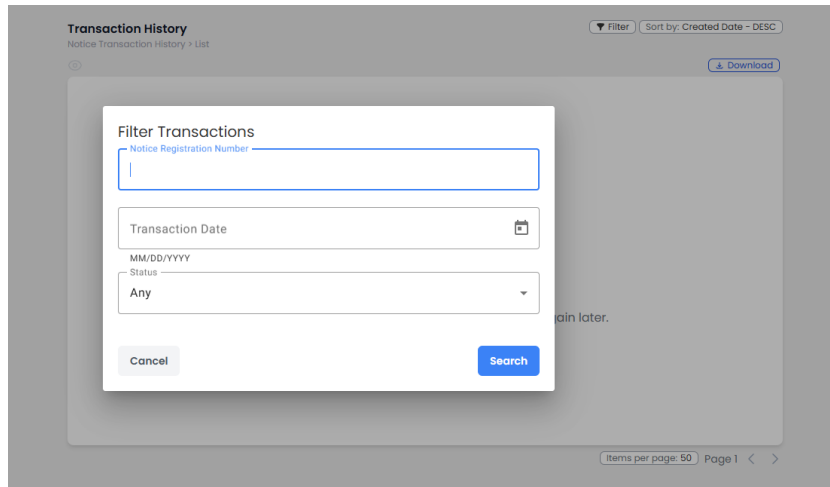 Transaction History
Filter
Sort by: Created Date - DESC
Notice Transaction History > List
Download
Filter Transactions
Notice Registration Number
Transaction Date
MM/DD/YYYY
Status
Any
later.
Cancel
Search
Items per page: 50
Page 1